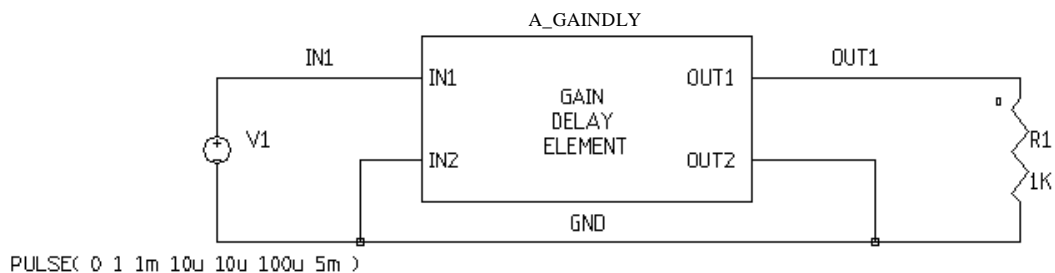 A_GAINDLY
IN1
OUT1
IN1
OUT1
GAIN
DELAY
ELEMENT
V1
R1
IN2
OUT2
1K
GND
PULSE( 0 1 1m 10u 10u 100u 5m )